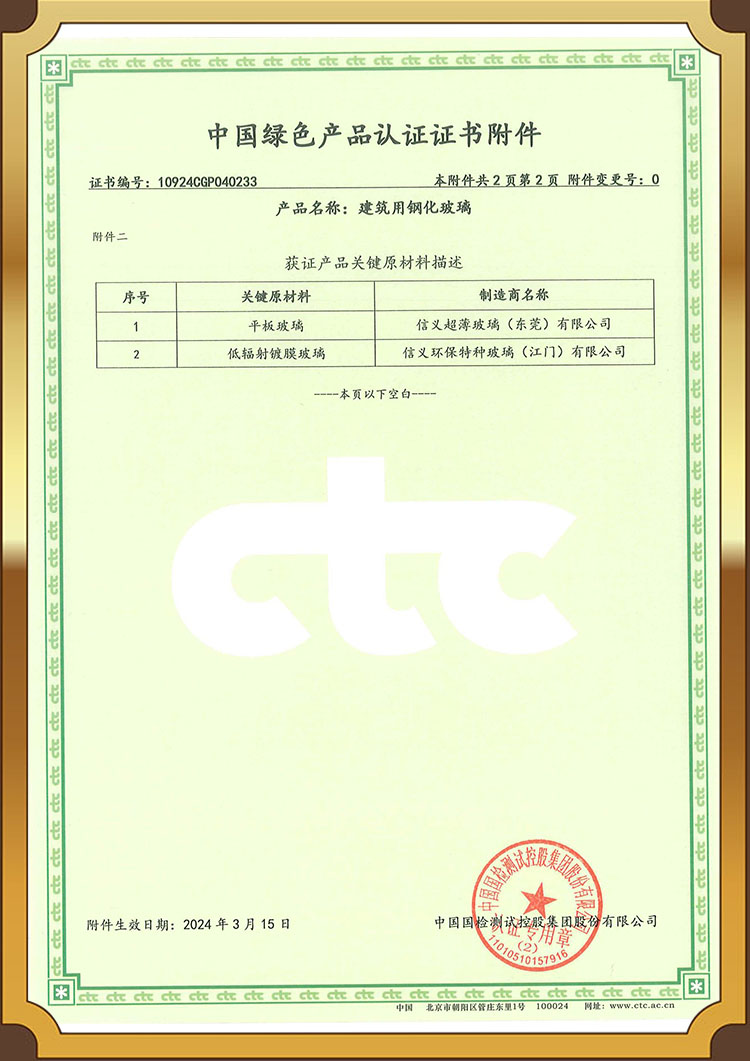 中国绿色产品认证证书附件
证书编号：10924CGP040233 本附件共2页第2页 附件变更号：0
产品名称：建筑用钢化玻璃
附件二
获证产品关键原材料描述
序号 关键原材料 制造商名称
1 平板玻璃 信义超薄玻璃（东莞）有限公司
2 低辐射镀膜玻璃 信义环保特种玻璃（江门）有限公司
----本页以下空白----
ctc
附件生效日期：2024年3月15日 中国国检测试控股集团股份有限公司
中国国检测试控股集团股份有限公司
认证专用章
(2)
11010510157916
中国 北京市朝阳区管庄东里1号 100024 网址：www.ctc.ac.cn